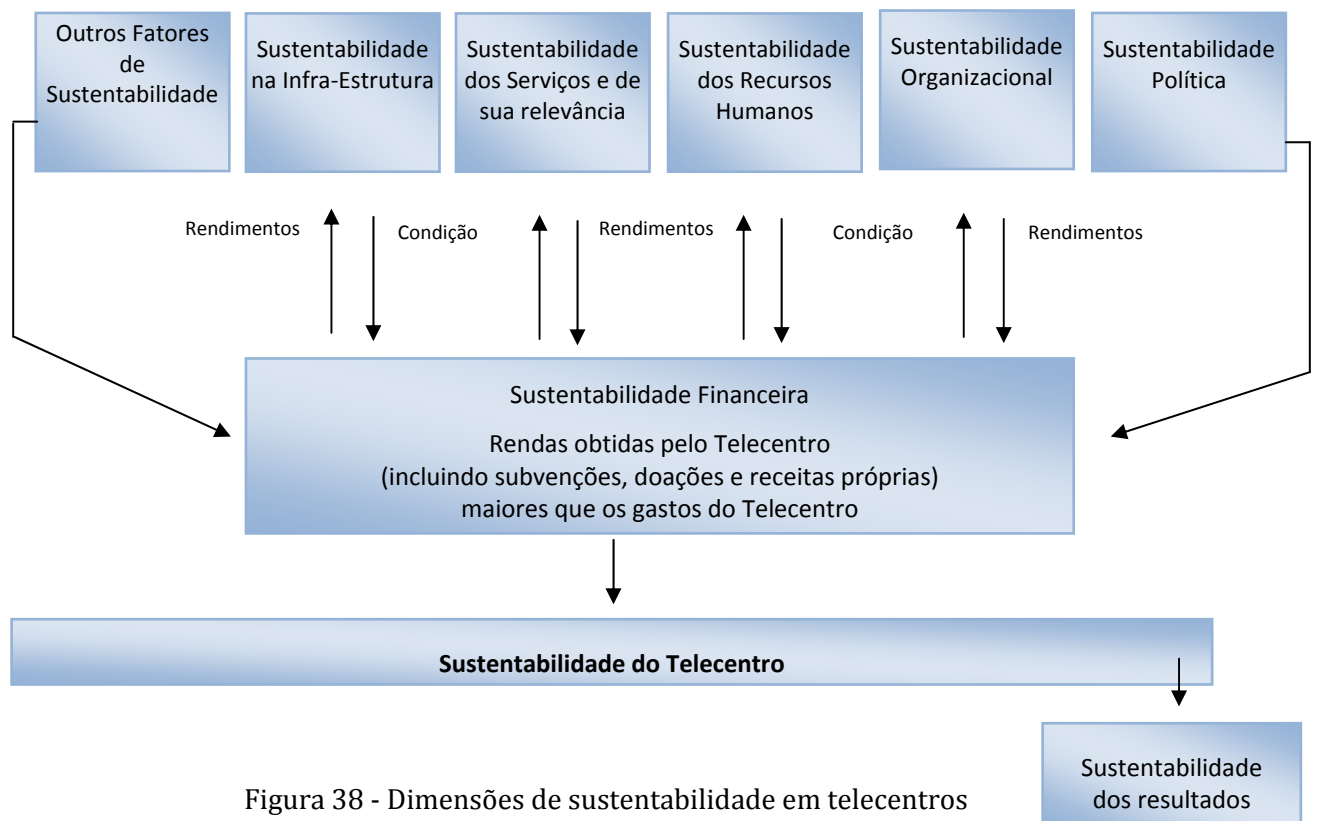 Outros Fatores
de
Sustentabilidade
Sustentabilidade
na Infra-Estrutura
Sustentabilidade
dos Serviços e de
sua relevância
Sustentabilidade
dos Recursos
Humanos
Sustentabilidade
Organizacional
Sustentabilidade
Política
Rendimentos
Condição
Rendimentos
Condição
Rendimentos
Sustentabilidade Financeira
Rendas obtidas pelo Telecentro
(incluindo subvenções, doações e receitas próprias)
maiores que os gastos do Telecentro
Sustentabilidade do Telecentro
Sustentabilidade
dos resultados
Figura 38 - Dimensões de sustentabilidade em telecentros